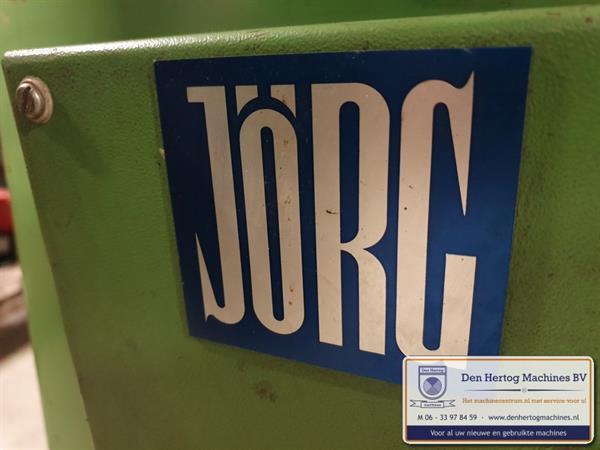 JÖRG
Den Hertog Machines BV
Het machinecentrum.nl met service voor u!
M 06 - 33 97 84 59 · www.denhertogmachines.nl
Voor al uw nieuwe en gebruikte machines